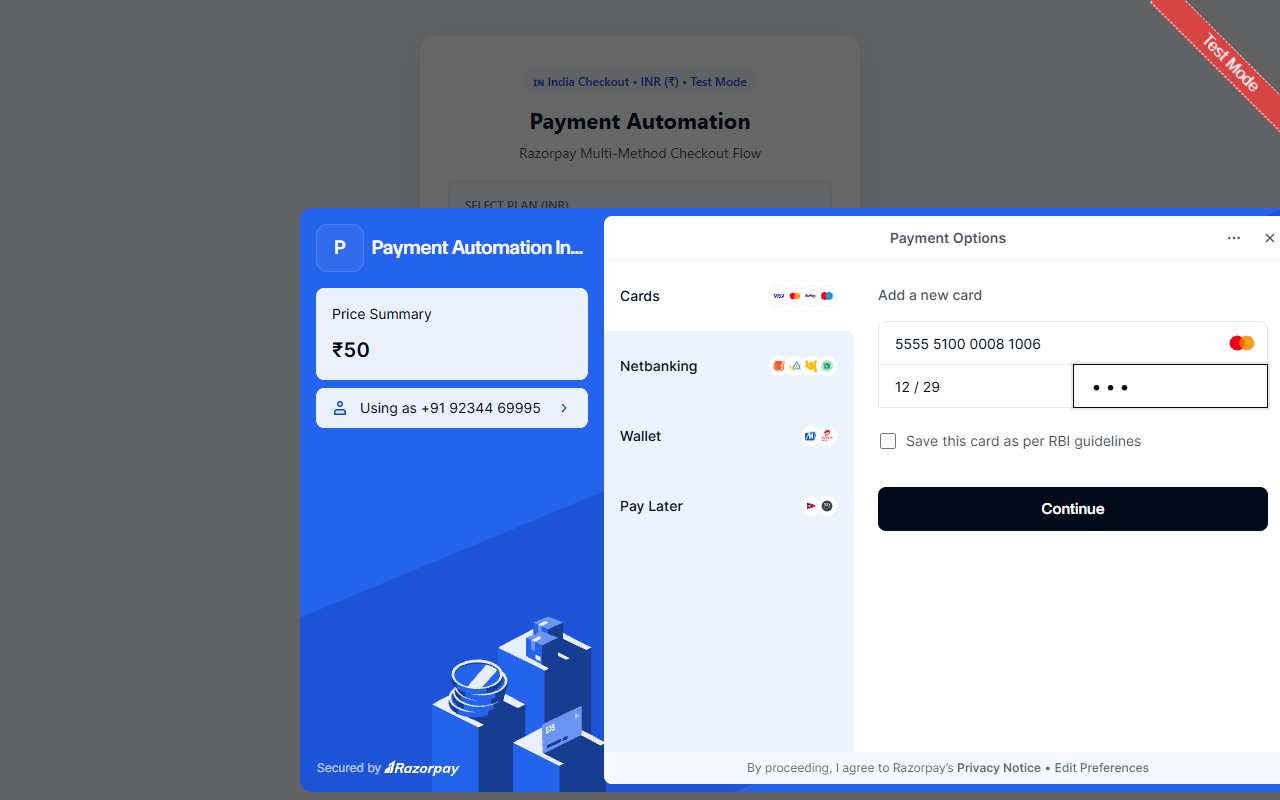 IN India Checkout • INR (₹) • Test Mode
Test Mode
Payment Automation
Razorpay Multi-Method Checkout Flow
SELECT PLAN (INR)
P
Payment Automation In...
Price Summary
₹50
Using as +91 92344 69995
Secured by Razorpay
Payment Options
Cards
VISA
Netbanking
Wallet
Pay Later
Add a new card
5555 5100 0008 1006
12 / 29
•••
Save this card as per RBI guidelines
Continue
By proceeding, I agree to Razorpay's Privacy Notice • Edit Preferences